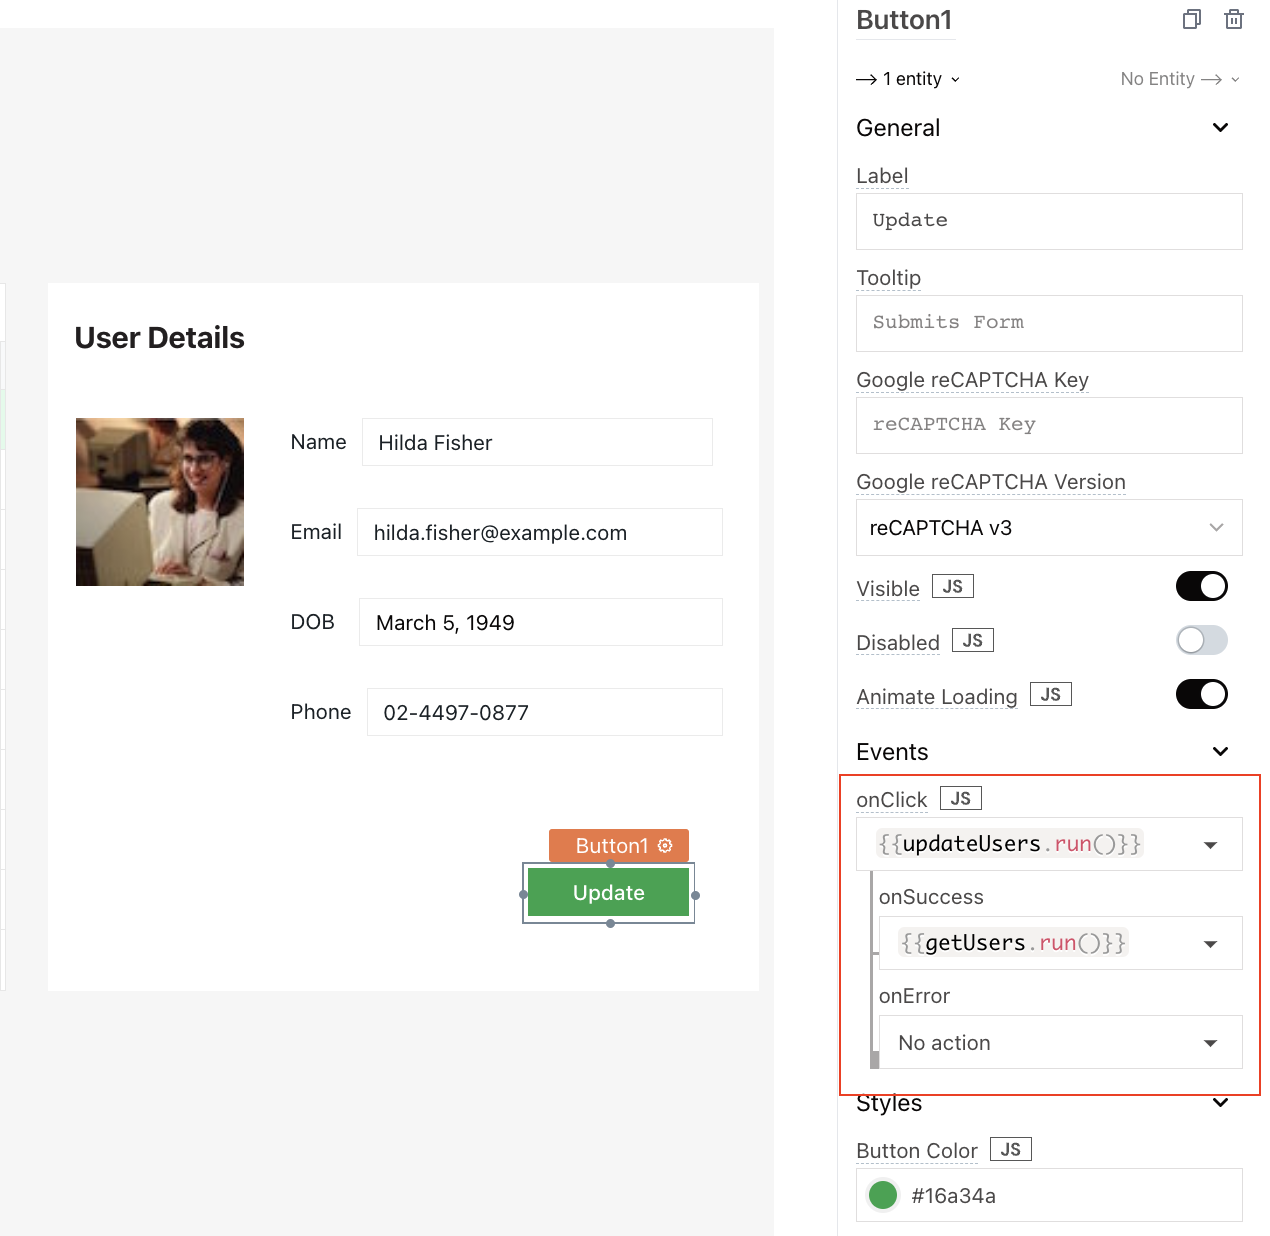 User Details
Name
Hilda Fisher
Email
hilda.fisher@example.com
DOB
March 5, 1949
Phone
02-4497-0877
Button1
Update
Button1
1 entity
No Entity
General
Label
Update
Tooltip
Submits Form
Google reCAPTCHA Key
reCAPTCHA Key
Google reCAPTCHA Version
reCAPTCHA v3
Visible JS
Disabled JS
Animate Loading JS
Events
onClick JS
{{updateUsers.run()}}
onSuccess
{{getUsers.run()}}
onError
No action
Styles
Button Color JS
#16a34a